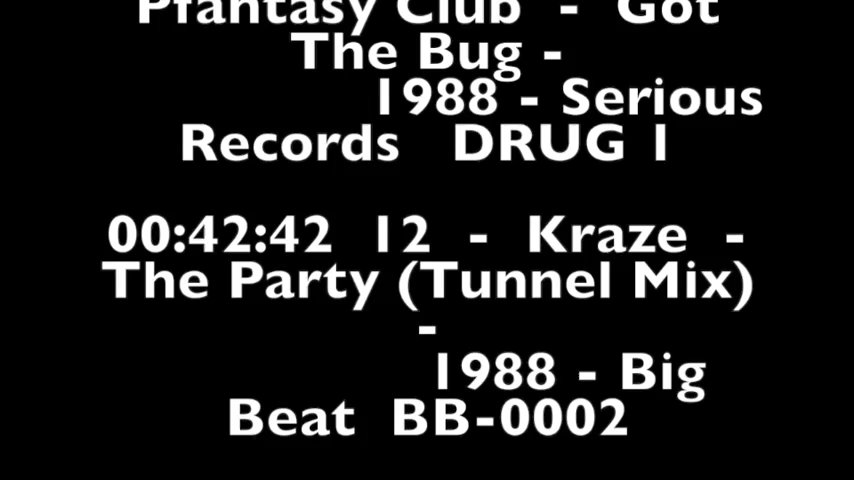 Pfantasy Club - Got
The Bug -
1988 - Serious
Records DRUG 1
00:42:42 12 - Kraze -
The Party (Tunnel Mix)
-
1988 - Big
Beat BB-0002